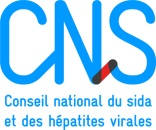 CNS
Conseil national du sida
et des hépatites virales